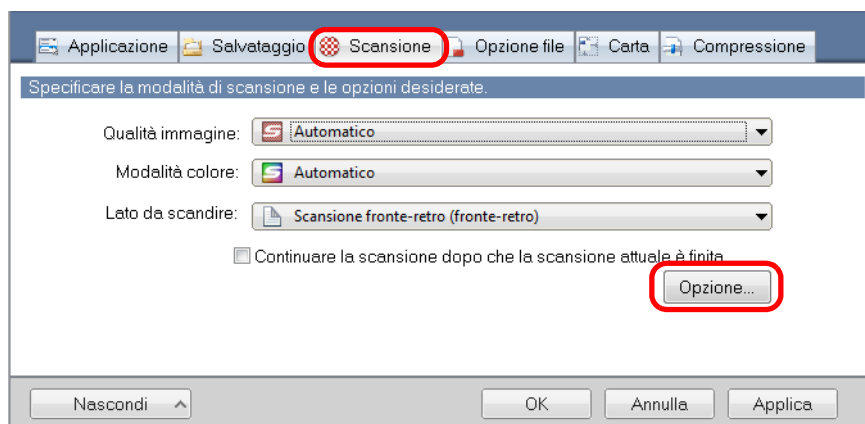 Applicazione Salvataggio Scansione Opzione file Carta Compressione
Specificare la modalità di scansione e le opzioni desiderate.
Qualità immagine: Automatico
Modalità colore: Automatico
Lato da scandire: Scansione fronte-retro (fronte-retro)
Continuare la scansione dopo che la scansione attuale è finita
Opzione...
Nascondi OK Annulla Applica